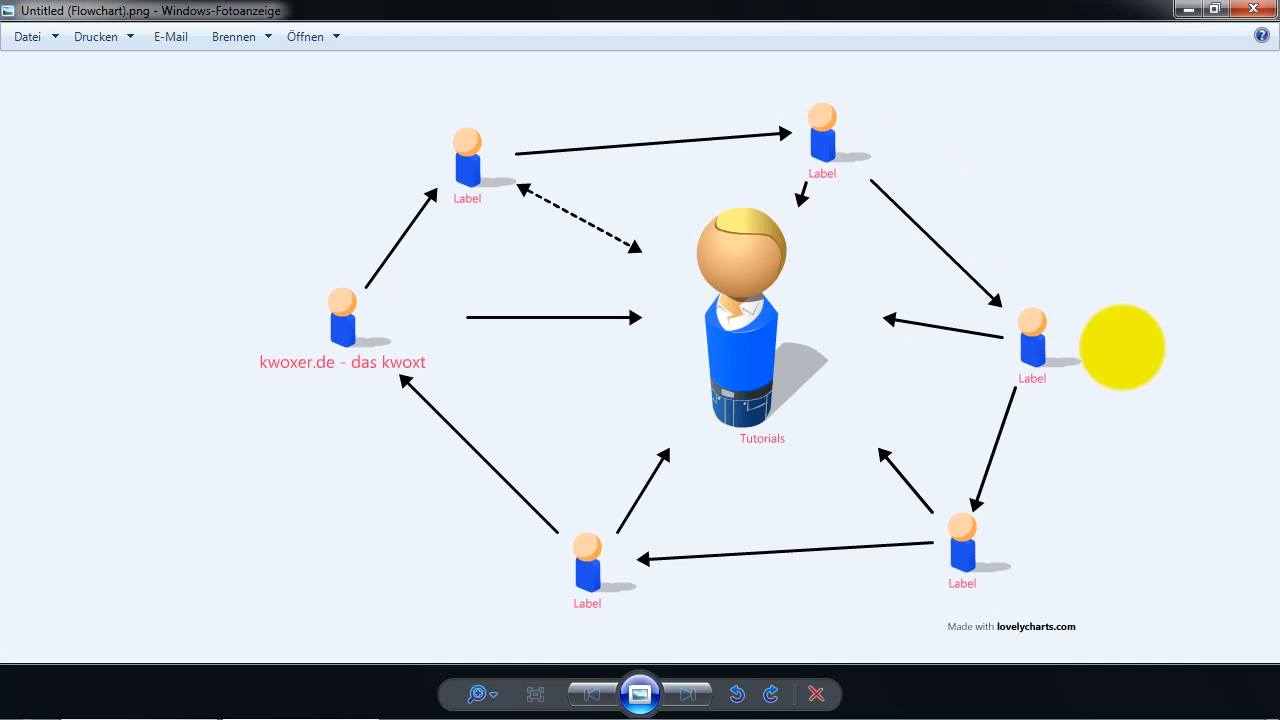 Untitled (Flowchart).png - Windows-Fotoanzeige
Datei Drucken E-Mail Brennen Öffnen
Label
Label
kwoxer.de - das kwoxt
Label
Tutorials
Label
Label
Made with lovelycharts.com